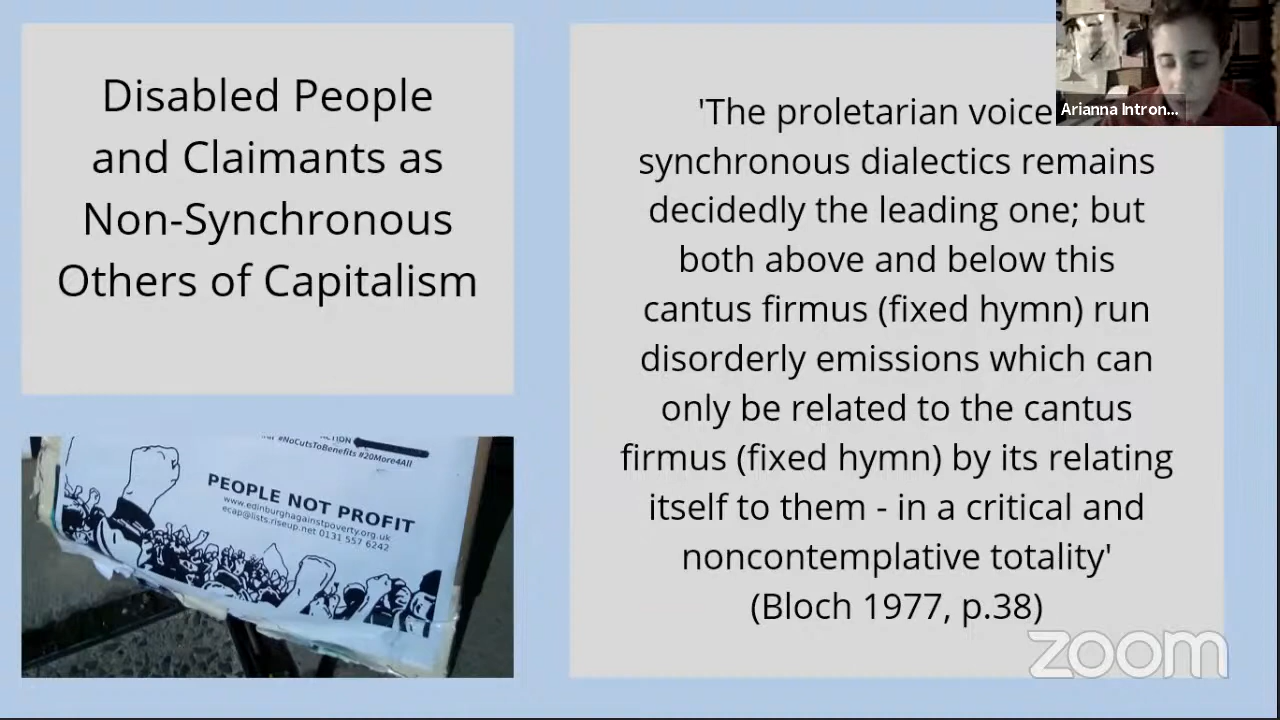 Disabled People
and Claimants as
Non-Synchronous
Others of Capitalism
#NoCutsToBenefits #20More4All
PEOPLE NOT PROFIT
www.edinburghagainstpoverty.org.uk
ecap@lists.riseup.net 0131 557 6242
'The proletarian voice
synchronous dialectics remains
decidedly the leading one; but
both above and below this
cantus firmus (fixed hymn) run
disorderly emissions which can
only be related to the cantus
firmus (fixed hymn) by its relating
itself to them - in a critical and
noncontemplative totality'
(Bloch 1977, p.38)
Arianna Intron...
zoom